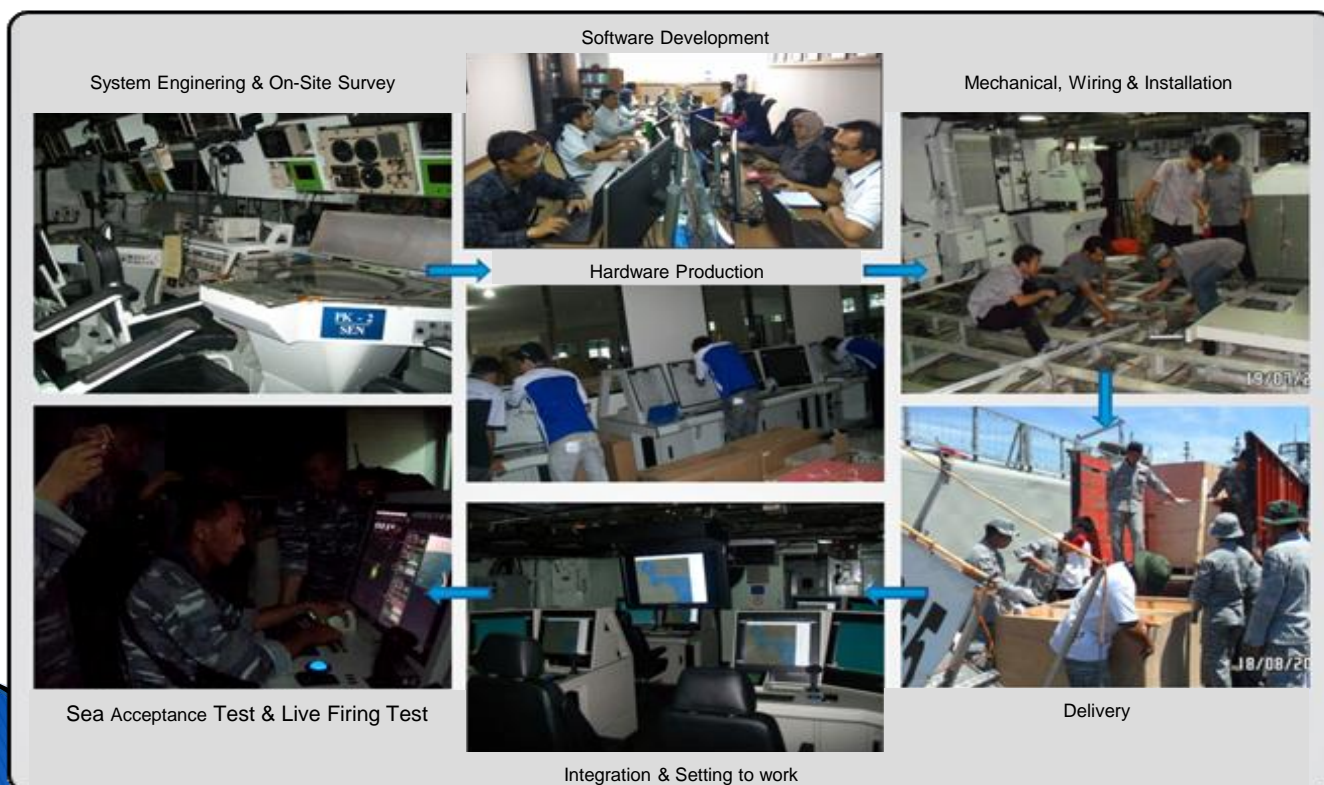 Software Development
System Enginering & On-Site Survey
Mechanical, Wiring & Installation
PK - 2
SEN
Hardware Production
19/07/2
18/08/20
Sea Acceptance Test & Live Firing Test
Delivery
Integration & Setting to work